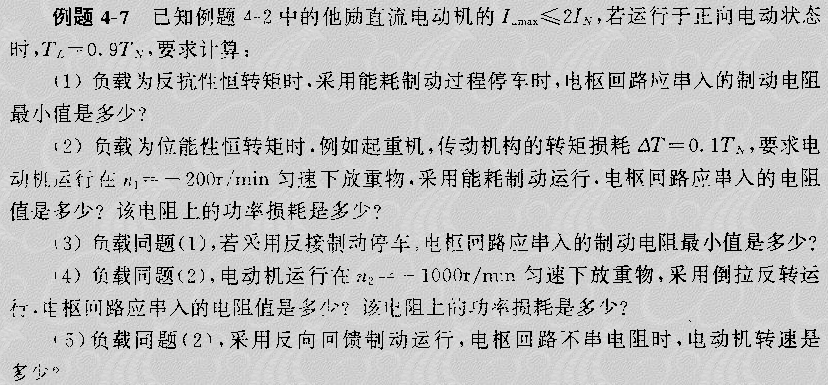 例题 4-7 已知例题 4-2 中的他励直流电动机的 Iₐₘₐₓ≤2I_N,若运行于正向电动状态
时,T_L=0.9T_N,要求计算:
(1) 负载为反抗性恒转矩时,采用能耗制动过程停车时,电枢回路应串入的制动电阻
最小值是多少?
(2) 负载为位能性恒转矩时,例如起重机,传动机构的转矩损耗 ΔT=0.1T_N,要求电
动机运行在 n₁=-200r/min 匀速下放重物,采用能耗制动运行,电枢回路应串入的电阻
值是多少? 该电阻上的功率损耗是多少?
(3) 负载同题(1),若采用反接制动停车,电枢回路应串入的制动电阻最小值是多少?
(4) 负载同题(2),电动机运行在 n₂=-1000r/min 匀速下放重物,采用倒拉反转运
行,电枢回路应串入的电阻值是多少? 该电阻上的功率损耗是多少?
(5) 负载同题(2),采用反向回馈制动运行,电枢回路不串电阻时,电动机转速是
多少?